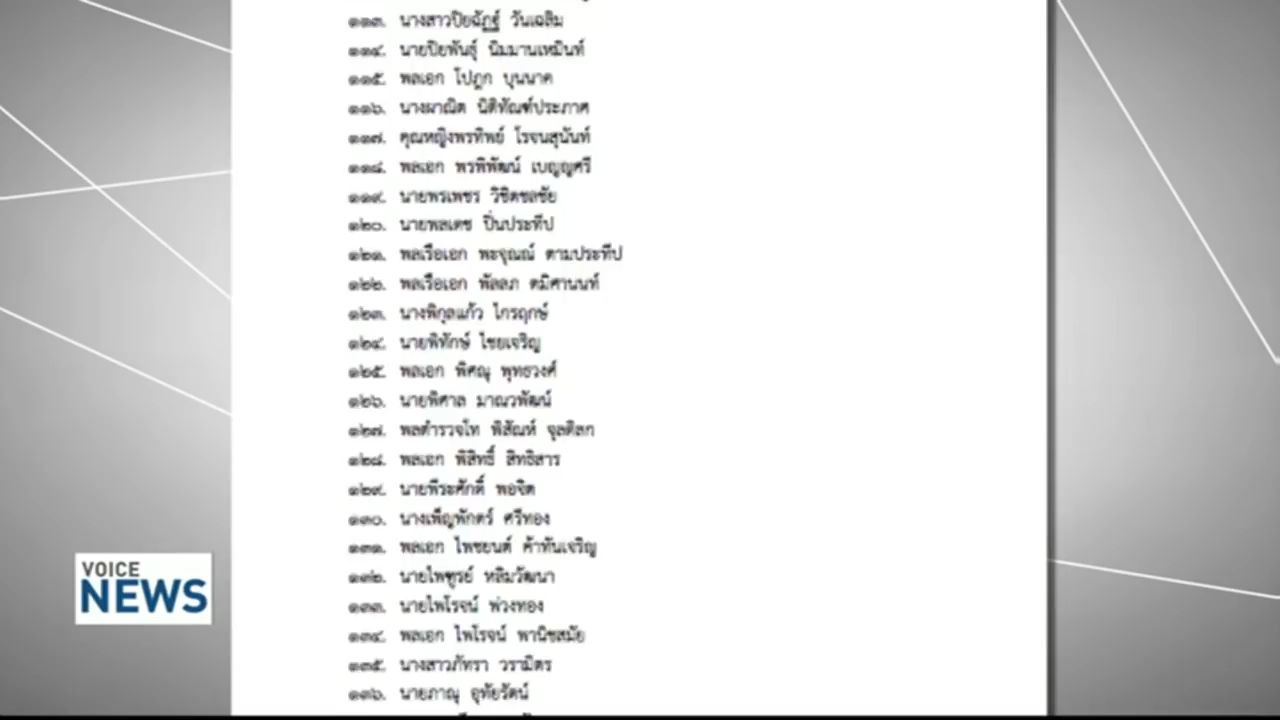 ๑๑๓. นางสาวปิยฉัฏฐ์ วันเฉลิม
๑๑๔. นายปิยพันธุ์ นิมมานเหมินท์
๑๑๕. พลเอก โปฎก บุนนาค
๑๑๖. นางผาณิต นิติทัณฑ์ประภาศ
๑๑๗. คุณหญิงพรทิพย์ โรจนสุนันท์
๑๑๘. พลเอก พรพิพัฒน์ เบญญศรี
๑๑๙. นายพรเพชร วิชิตชลชัย
๑๒๐. นายพลเดช ปิ่นประทีป
๑๒๑. พลเรือเอก พะจุณณ์ ตามประทีป
๑๒๒. พลเรือเอก พัลลภ ตมิศานนท์
๑๒๓. นางพิกุลแก้ว ไกรฤกษ์
๑๒๔. นายพิทักษ์ ไชยเจริญ
๑๒๕. พลเอก พิศณุ พุทธวงศ์
๑๒๖. นายพิศาล มาณวพัฒน์
๑๒๗. พลตำรวจโท พิสัณห์ จุลดิลก
๑๒๘. พลเอก พิสิทธิ์ สิทธิสาร
๑๒๙. นายพีระศักดิ์ พอจิต
๑๓๐. นางเพ็ญพักตร์ ศรีทอง
๑๓๑. พลเอก ไพชยนต์ ค้าทันเจริญ
๑๓๒. นายไพฑูรย์ หลิมวัฒนา
๑๓๓. นายไพโรจน์ พ่วงทอง
๑๓๔. พลเอก ไพโรจน์ พานิชสมัย
๑๓๕. นางสาวภัทรา วรามิตร
๑๓๖. นายภาณุ อุทัยรัตน์
VOICE
NEWS